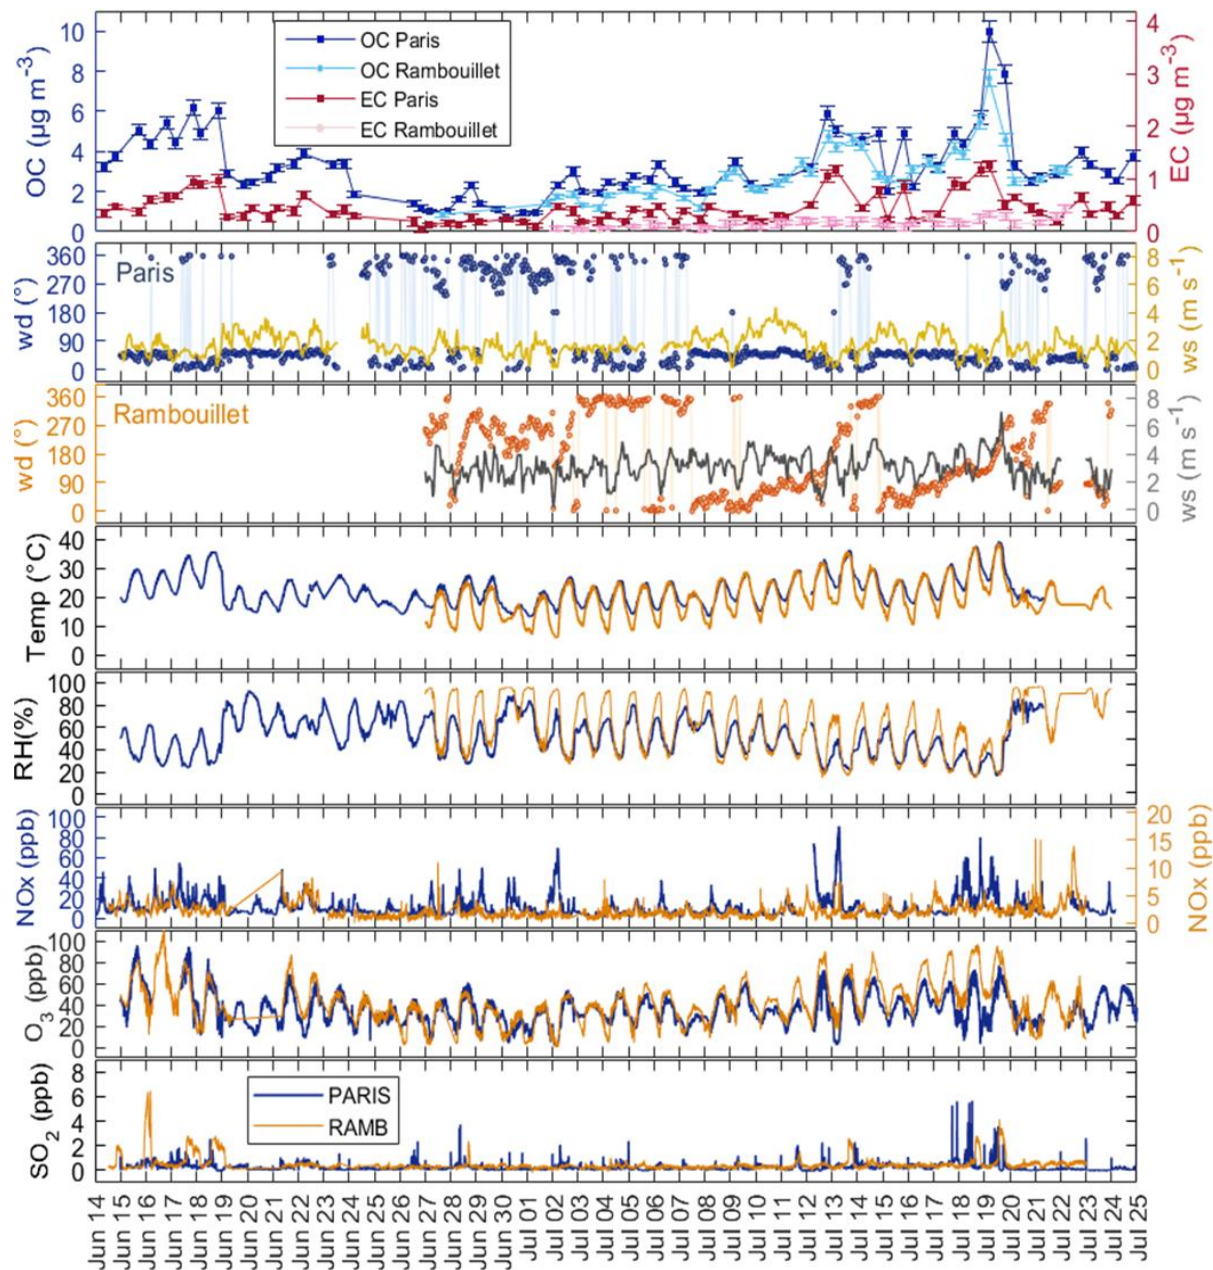 OC (µg m⁻³)
10
8
6
4
2
0
OC Paris
OC Rambouillet
EC Paris
EC Rambouillet
4
3
2
1
0
EC (µg m⁻³)
wd (°)
360
270
180
90
0
Paris
8
6
4
2
0
ws (m s⁻¹)
wd (°)
360
270
180
90
0
Rambouillet
8
6
4
2
0
ws (m s⁻¹)
Temp (°C)
40
30
20
10
0
RH(%)
100
80
60
40
20
0
NOx (ppb)
100
80
60
40
20
0
20
15
10
5
0
NOx (ppb)
O₃ (ppb)
100
80
60
40
20
0
SO₂ (ppb)
8
6
4
2
0
PARIS
RAMB
Jun 14
Jun 15
Jun 16
Jun 17
Jun 18
Jun 19
Jun 20
Jun 21
Jun 22
Jun 23
Jun 24
Jun 25
Jun 26
Jun 27
Jun 28
Jun 29
Jun 30
Jul 01
Jul 02
Jul 03
Jul 04
Jul 05
Jul 06
Jul 07
Jul 08
Jul 09
Jul 10
Jul 11
Jul 12
Jul 13
Jul 14
Jul 15
Jul 16
Jul 17
Jul 18
Jul 19
Jul 20
Jul 21
Jul 22
Jul 23
Jul 24
Jul 25